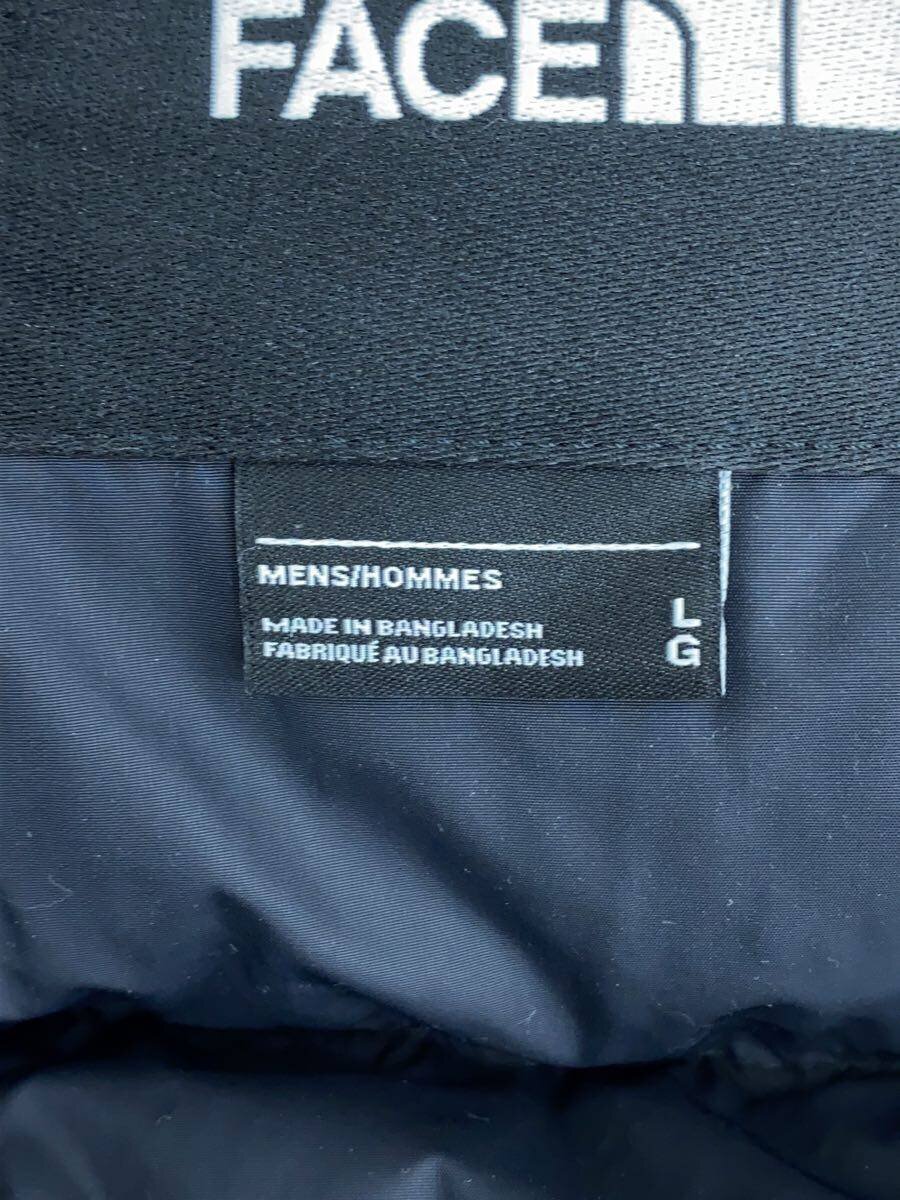 FACE
MENS/HOMMES
MADE IN BANGLADESH
FABRIQUÉ AU BANGLADESH
L
G